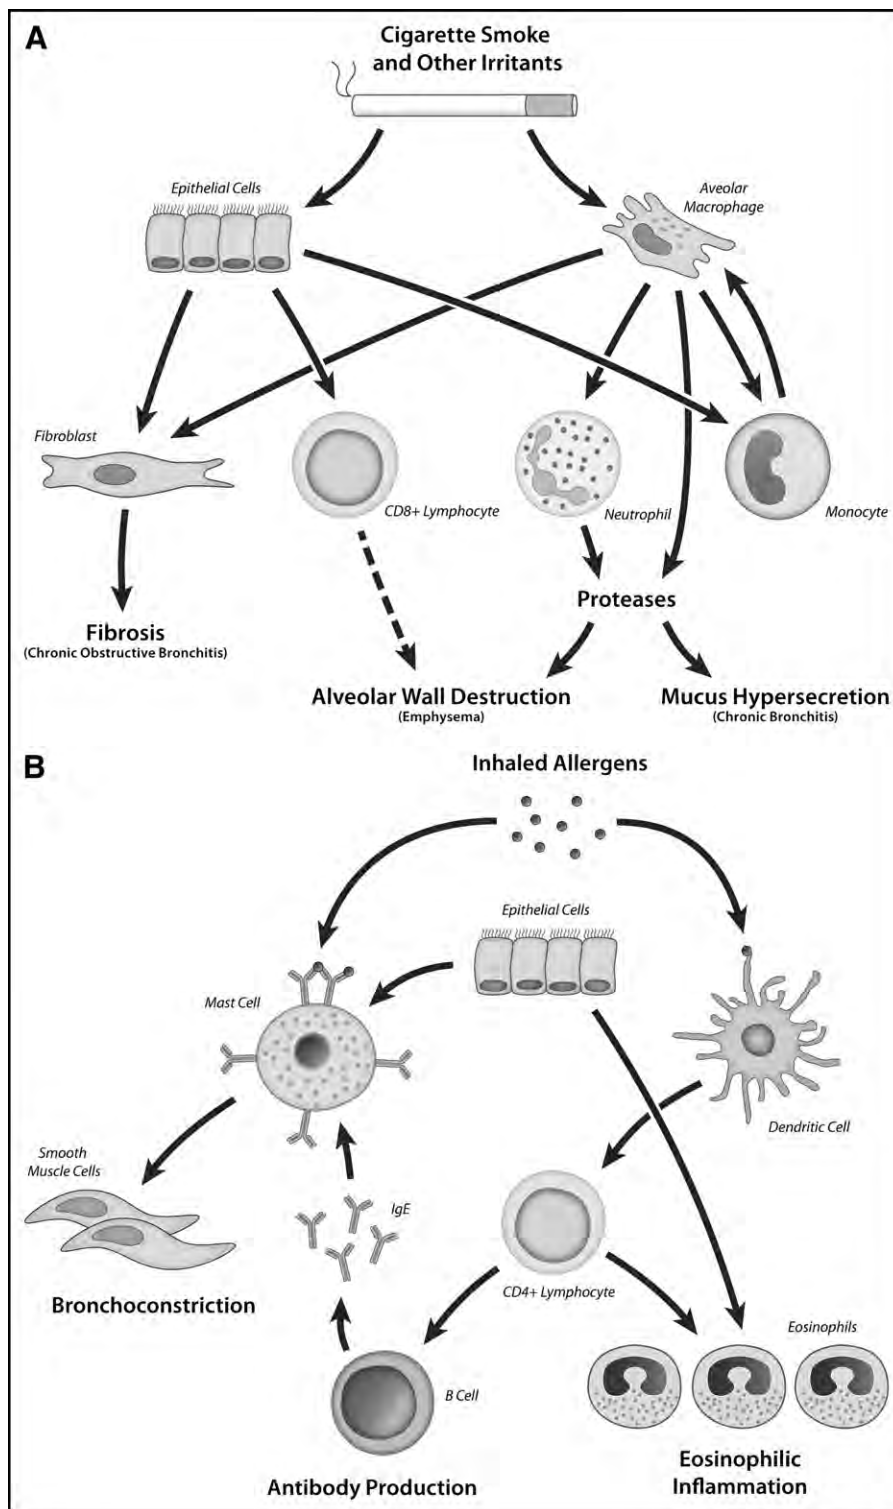 A
Cigarette Smoke
and Other Irritants
Epithelial Cells
Aveolar
Macrophage
Fibroblast
CD8+ Lymphocyte
Neutrophil
Monocyte
Proteases
Fibrosis
(Chronic Obstructive Bronchitis)
Alveolar Wall Destruction
(Emphysema)
Mucus Hypersecretion
(Chronic Bronchitis)
B
Inhaled Allergens
Epithelial Cells
Mast Cell
Dendritic Cell
Smooth
Muscle Cells
IgE
CD4+ Lymphocyte
Bronchoconstriction
Eosinophils
B Cell
Antibody Production
Eosinophilic
Inflammation